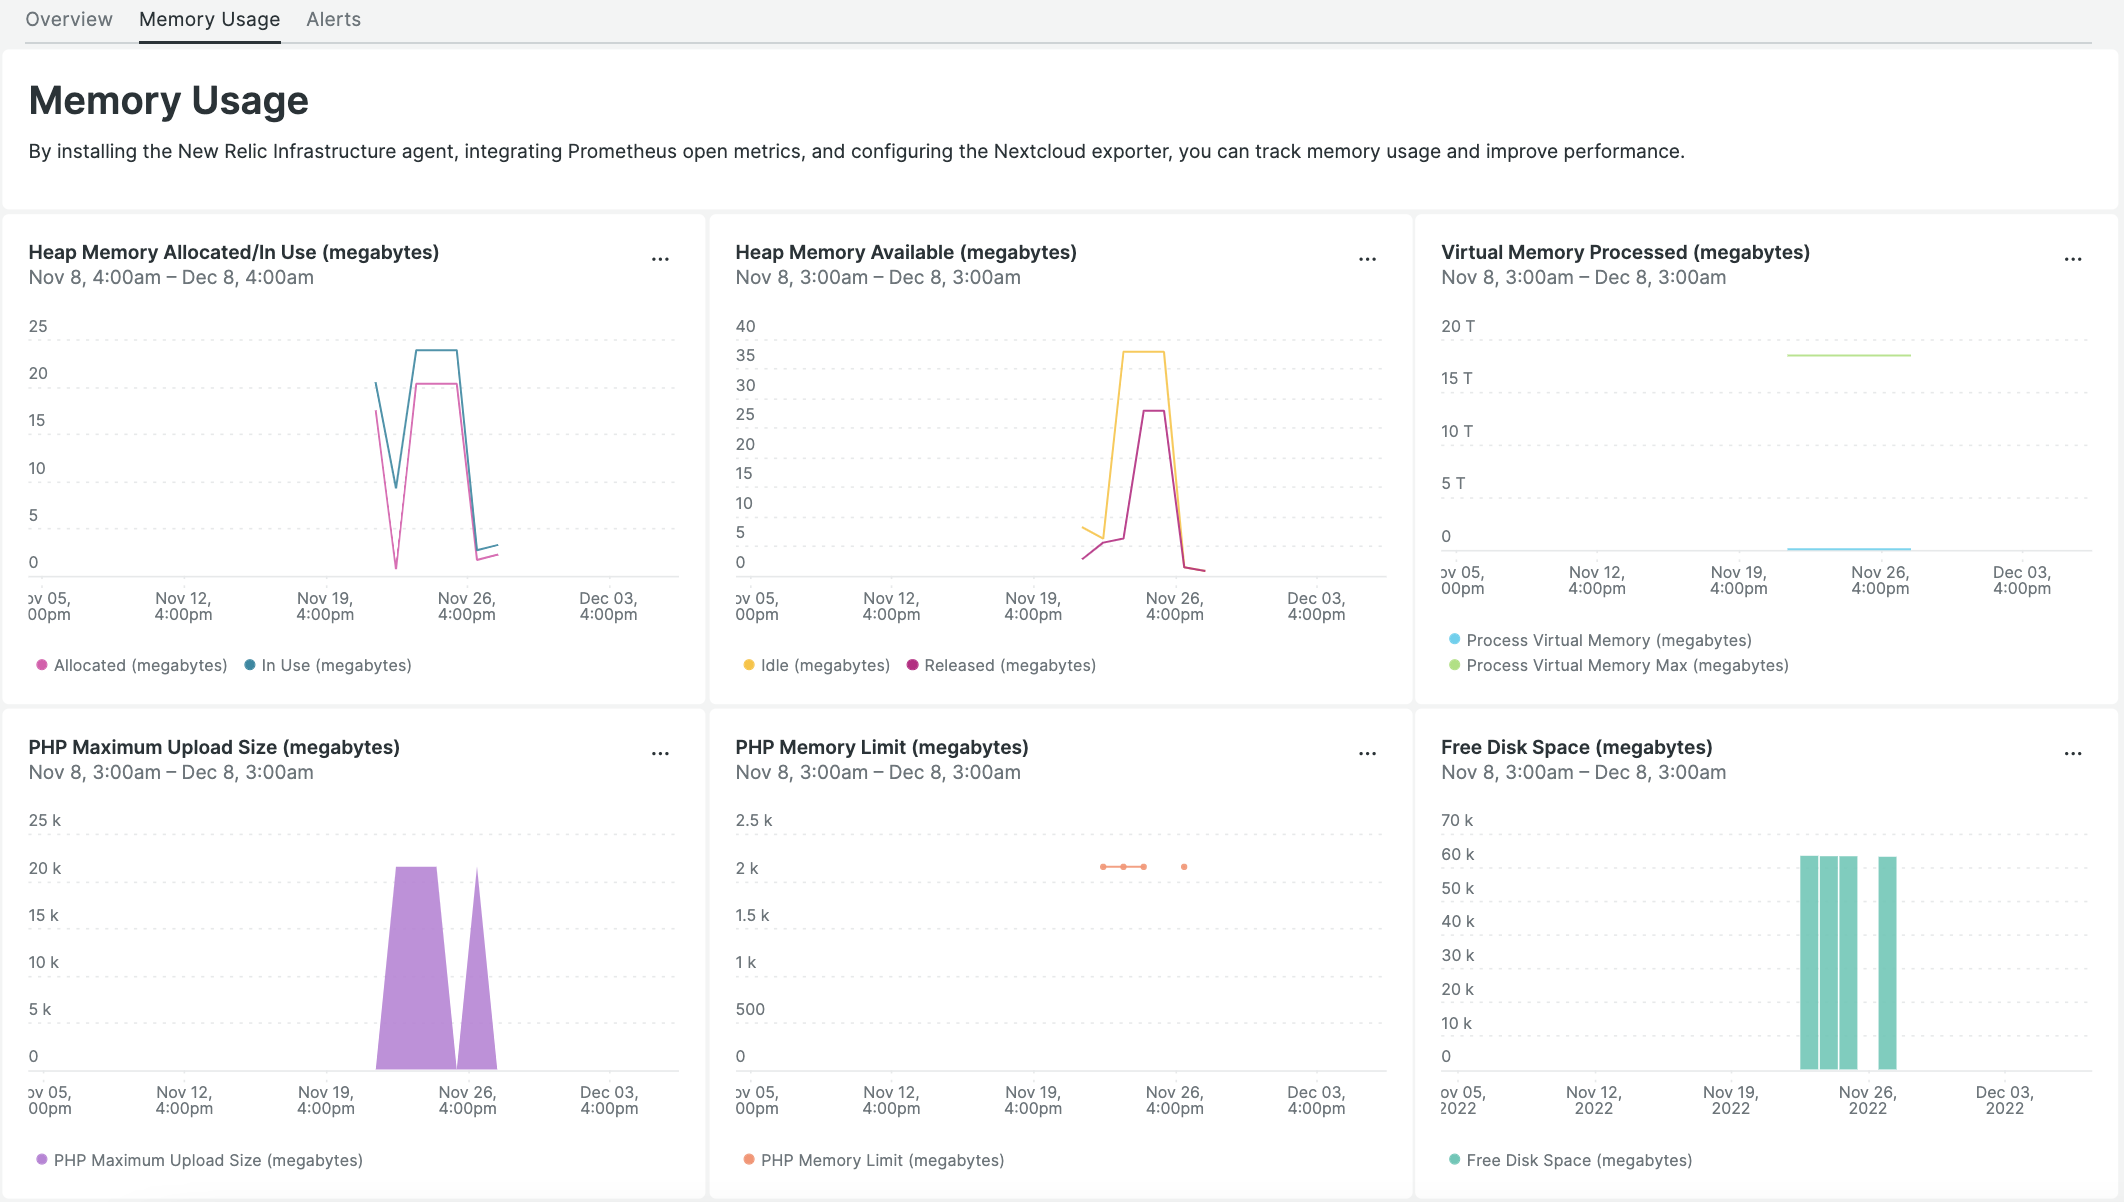 Overview Memory Usage Alerts
Memory Usage
By installing the New Relic Infrastructure agent, integrating Prometheus open metrics, and configuring the Nextcloud exporter, you can track memory usage and improve performance.
Heap Memory Allocated/In Use (megabytes)
...
Nov 8, 4:00am – Dec 8, 4:00am
25
20
15
10
5
0
ov 05, Nov 12, Nov 19, Nov 26, Dec 03,
00pm 4:00pm 4:00pm 4:00pm 4:00pm
Allocated (megabytes) In Use (megabytes)
Heap Memory Available (megabytes)
...
Nov 8, 3:00am – Dec 8, 3:00am
40
35
30
25
20
15
10
5
0
ov 05, Nov 12, Nov 19, Nov 26, Dec 03,
00pm 4:00pm 4:00pm 4:00pm 4:00pm
Idle (megabytes) Released (megabytes)
Virtual Memory Processed (megabytes)
...
Nov 8, 3:00am – Dec 8, 3:00am
20 T
15 T
10 T
5 T
0
ov 05, Nov 12, Nov 19, Nov 26, Dec 03,
00pm 4:00pm 4:00pm 4:00pm 4:00pm
Process Virtual Memory (megabytes)
Process Virtual Memory Max (megabytes)
PHP Maximum Upload Size (megabytes)
...
Nov 8, 3:00am – Dec 8, 3:00am
25 k
20 k
15 k
10 k
5 k
0
ov 05, Nov 12, Nov 19, Nov 26, Dec 03,
00pm 4:00pm 4:00pm 4:00pm 4:00pm
PHP Maximum Upload Size (megabytes)
PHP Memory Limit (megabytes)
...
Nov 8, 3:00am – Dec 8, 3:00am
2.5 k
2 k
1.5 k
1 k
500
0
ov 05, Nov 12, Nov 19, Nov 26, Dec 03,
00pm 4:00pm 4:00pm 4:00pm 4:00pm
PHP Memory Limit (megabytes)
Free Disk Space (megabytes)
...
Nov 8, 3:00am – Dec 8, 3:00am
70 k
60 k
50 k
40 k
30 k
20 k
10 k
0
ov 05, Nov 12, Nov 19, Nov 26, Dec 03,
2022 2022 2022 2022 2022
Free Disk Space (megabytes)